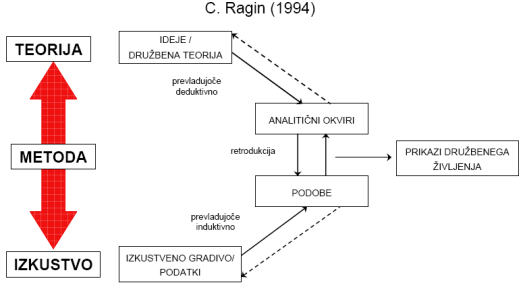 C. Ragin (1994)
TEORIJA
METODA
IZKUSTVO
IDEJE /
DRUŽBENA TEORIJA
prevladujoče
deduktivno
ANALITIČNI OKVIRI
retrodukcija
PRIKAZI DRUŽBENEGA
ŽIVLJENJA
PODOBE
prevladujoče
induktivno
IZKUSTVENO GRADIVO/
PODATKI